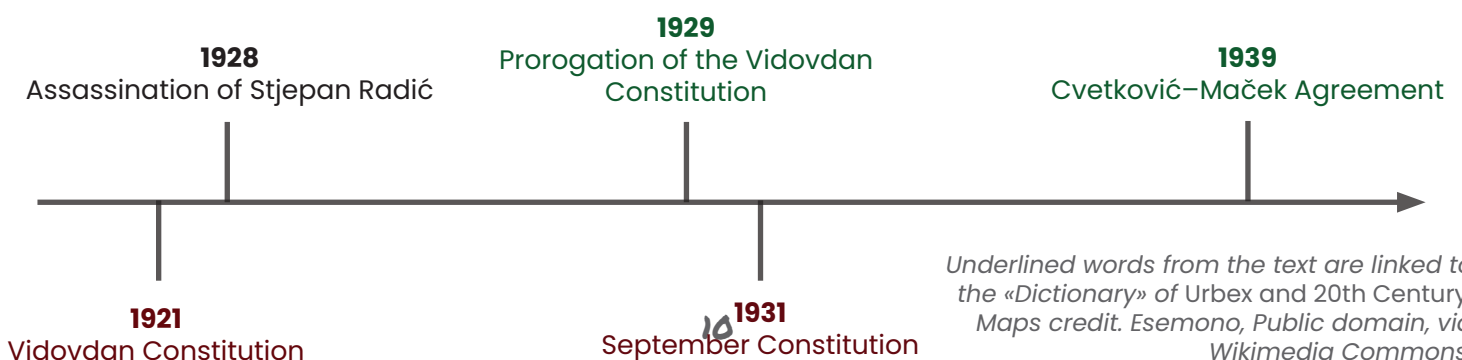 1928
Assassination of Stjepan Radić
1929
Prorogation of the Vidovdan
Constitution
1939
Cvetković–Maček Agreement
1921
Vidovdan Constitution
1931
September Constitution
10
Underlined words from the text are linked to
the «Dictionary» of Urbex and 20th Century
Maps credit. Esemono, Public domain, via
Wikimedia Commons